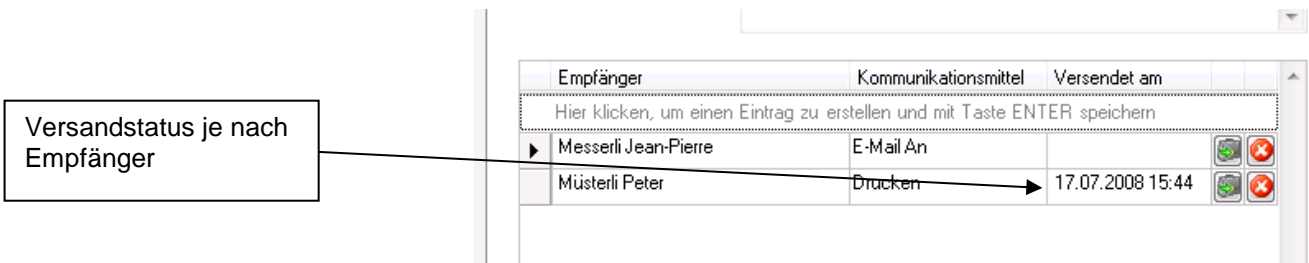 Empfänger Kommunikationsmittel Versendet am
Hier klicken, um einen Eintrag zu erstellen und mit Taste ENTER speichern
Versandstatus je nach
Empfänger
Messerli Jean-Pierre E-Mail An
Müsterli Peter Drucken 17.07.2008 15:44